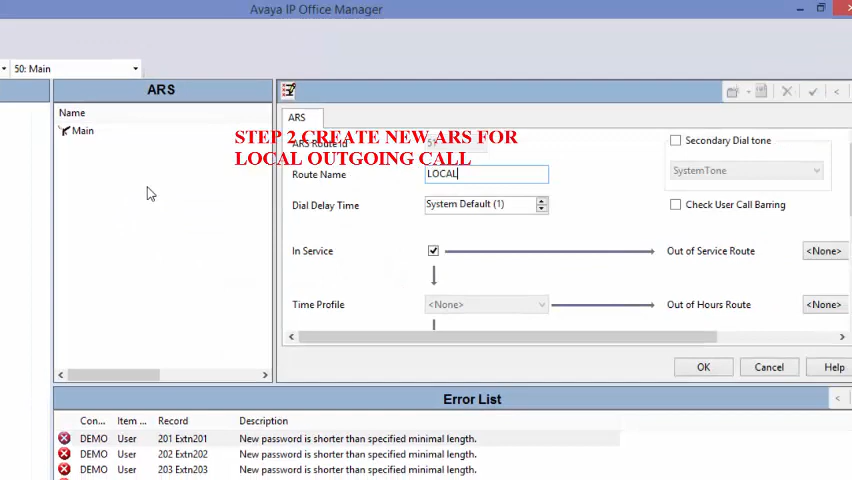 Avaya IP Office Manager
50: Main
ARS
Name
Main
ARS
STEP 2 CREATE NEW ARS FOR
LOCAL OUTGOING CALL
ARS Route Id
Secondary Dial tone
SystemTone
Route Name
LOCAL
Dial Delay Time
System Default (1)
Check User Call Barring
In Service
Out of Service Route
<None>
Time Profile
<None>
Out of Hours Route
<None>
OK
Cancel
Help
Error List
Con...
Item ...
Record
Description
DEMO
User
201 Extn201
New password is shorter than specified minimal length.
DEMO
User
202 Extn202
New password is shorter than specified minimal length.
DEMO
User
203 Extn203
New password is shorter than specified minimal length.